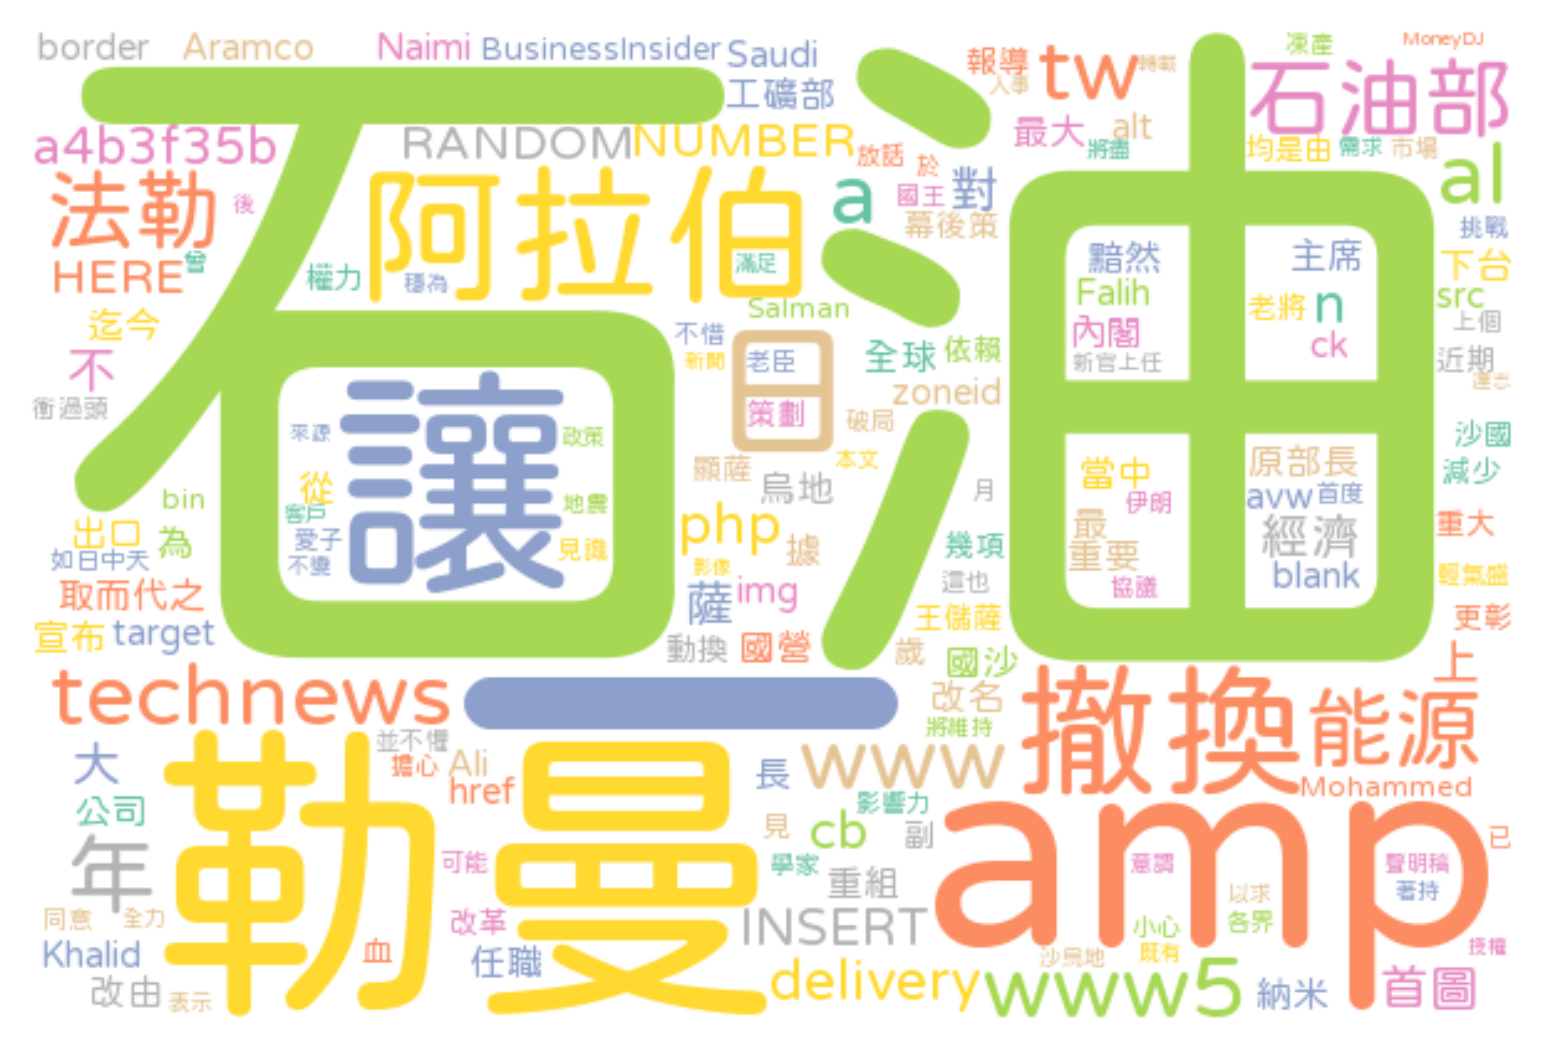 border Aramco Naimi BusinessInsider Saudi 報導 tw 轉載 凍產 MoneyDJ
工礦部 人事 石油部
石油
a4b3f35b RANDOM NUMBER 放話 最大 alt 將盡 均是由 需求 市場
法勒 後 阿拉伯 a 於 國王 對 al
HERE 曾 權力 穩為 滿足 幕後策 黯然 主席 挑戰
迄今 Salman Falih 老將 n 下台
不 不惜 新聞 日 老臣 全球 依賴 內閣 ck src 上個
衝過頭 策劃 破局 zoneid 新官上任 近期
讓 來源 政策 顯薩 本文 沙國
bin 從 客戶 地震 烏地 月 當中 伊朗 原部長 減少
出口 為 愛子 見識 php 據 幾項 最 avw 首度 重大
如日中天 不變 影像 這也 重要 經濟
取而代之 薩 img 王儲薩 協議 blank 輕氣盛
宣布 target 動換 國營 歲 國沙 更彰
technews 一 改名 撤換 能源 上
大 並不懼 擔心 Ali 長 www 將維持
公司 勒曼 href 影響力 amp Mohammed
年 可能 見 cb 副 意謂 聲明稿 已
同意 全力 改革 學家 重組 以求 著持
Khalid 血 任職 INSERT 小心 各界 授權
改由 表示 delivery www5 既有 納米 首圖